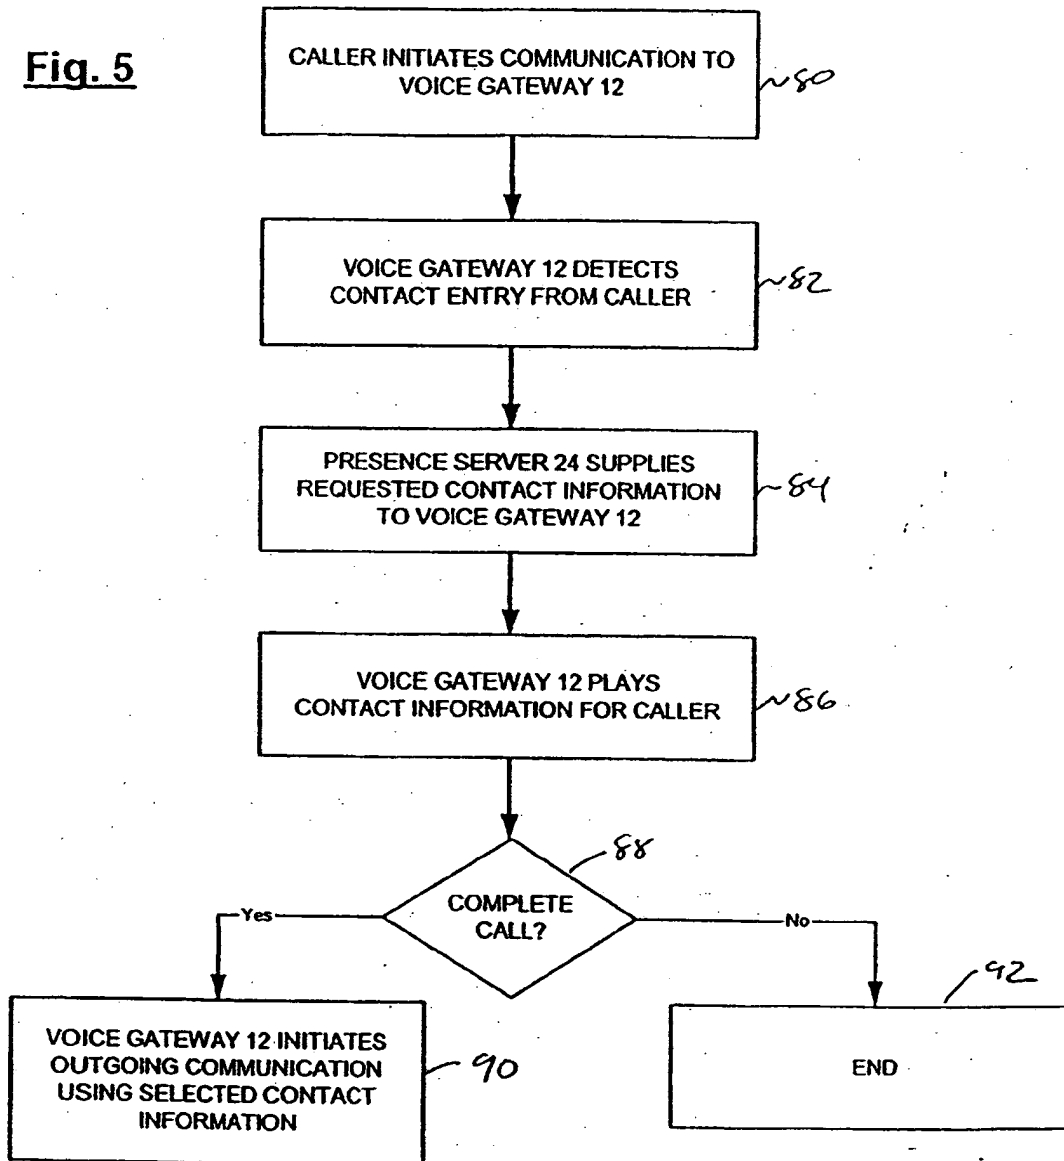 Fig. 5
CALLER INITIATES COMMUNICATION TO
VOICE GATEWAY 12
~80
VOICE GATEWAY 12 DETECTS
CONTACT ENTRY FROM CALLER
~82
PRESENCE SERVER 24 SUPPLIES
REQUESTED CONTACT INFORMATION
TO VOICE GATEWAY 12
~84
VOICE GATEWAY 12 PLAYS
CONTACT INFORMATION FOR CALLER
~86
88
COMPLETE
CALL?
Yes
No
92
VOICE GATEWAY 12 INITIATES
OUTGOING COMMUNICATION
USING SELECTED CONTACT
INFORMATION
90
END